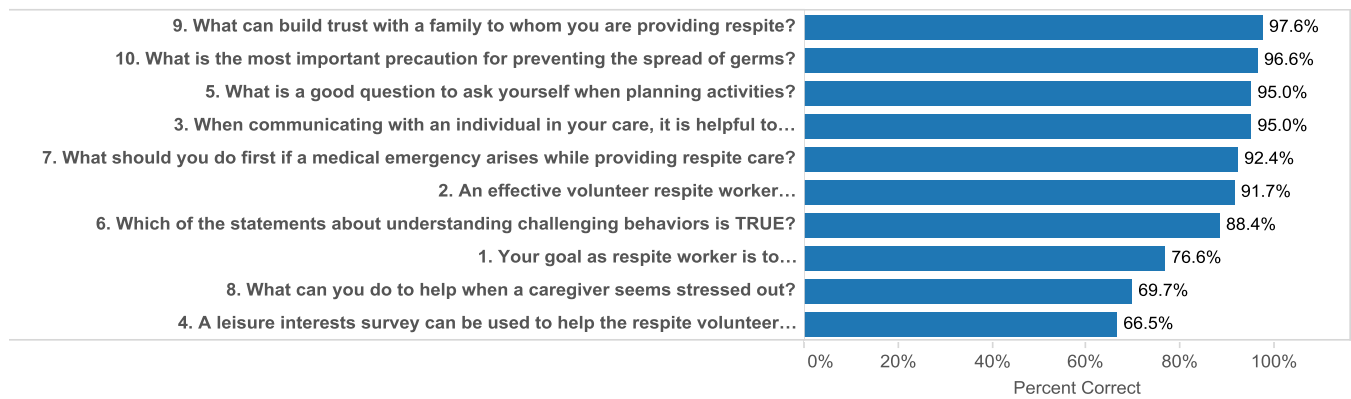 9. What can build trust with a family to whom you are providing respite? 97.6%
10. What is the most important precaution for preventing the spread of germs? 96.6%
5. What is a good question to ask yourself when planning activities? 95.0%
3. When communicating with an individual in your care, it is helpful to… 95.0%
7. What should you do first if a medical emergency arises while providing respite care? 92.4%
2. An effective volunteer respite worker… 91.7%
6. Which of the statements about understanding challenging behaviors is TRUE? 88.4%
1. Your goal as respite worker is to… 76.6%
8. What can you do to help when a caregiver seems stressed out? 69.7%
4. A leisure interests survey can be used to help the respite volunteer… 66.5%
0% 20% 40% 60% 80% 100%
Percent Correct